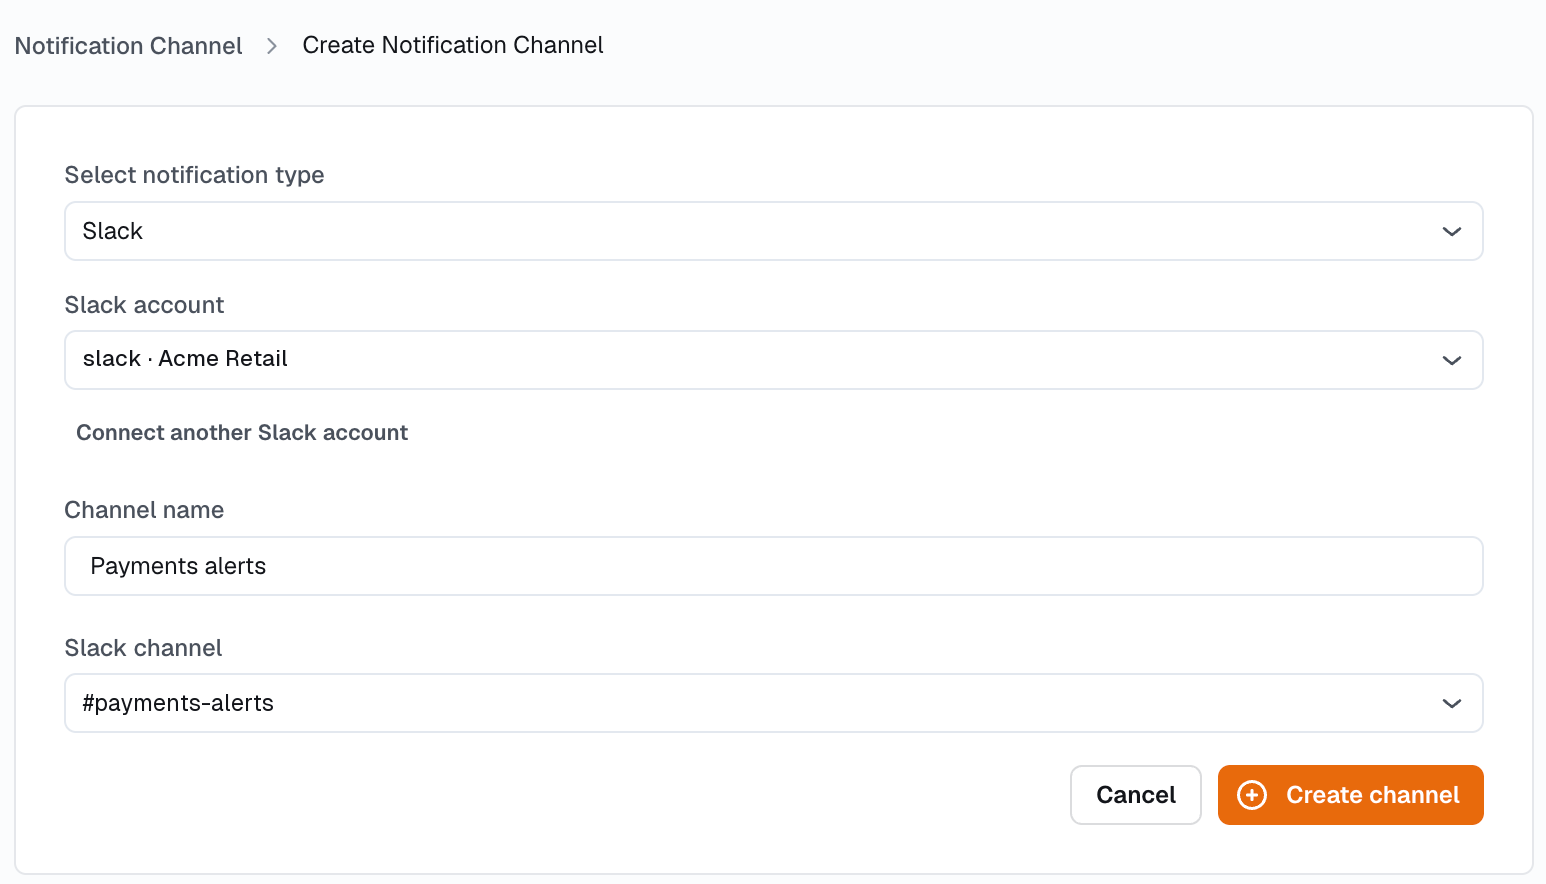 Notification Channel > Create Notification Channel
Select notification type
Slack
Slack account
slack · Acme Retail
Connect another Slack account
Channel name
Payments alerts
Slack channel
#payments-alerts
Cancel
Create channel